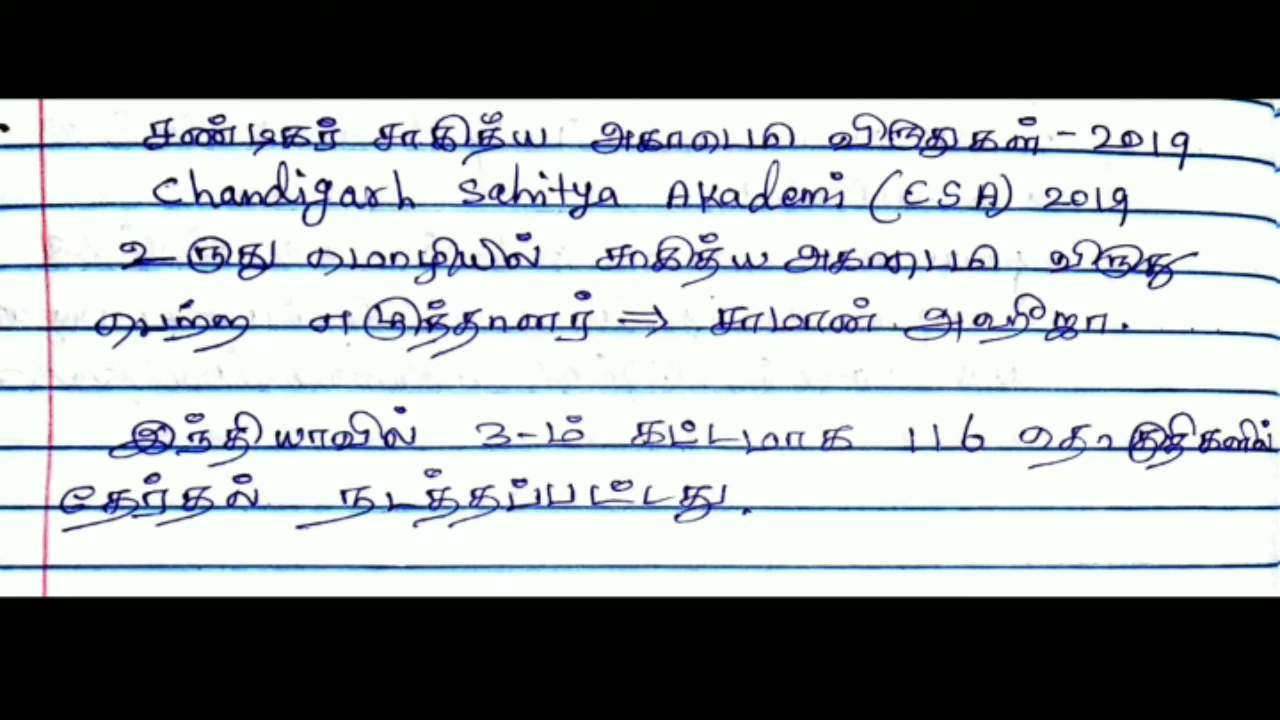 சண்டிகர் சாகித்ய அகாடமி விருதுகள் - 2019
Chandigarh Sahitya Akademi (CSA) 2019
உருது மொழியில் சாகித்ய அகாடமி விருது
பெற்ற எழுத்தாளர் ⇒ சாமான் அஹிஜா.
இந்தியாவில் 3-ம் கட்டமாக 116 தொகுதிகளில்
தேர்தல் நடத்தப்பட்டது.